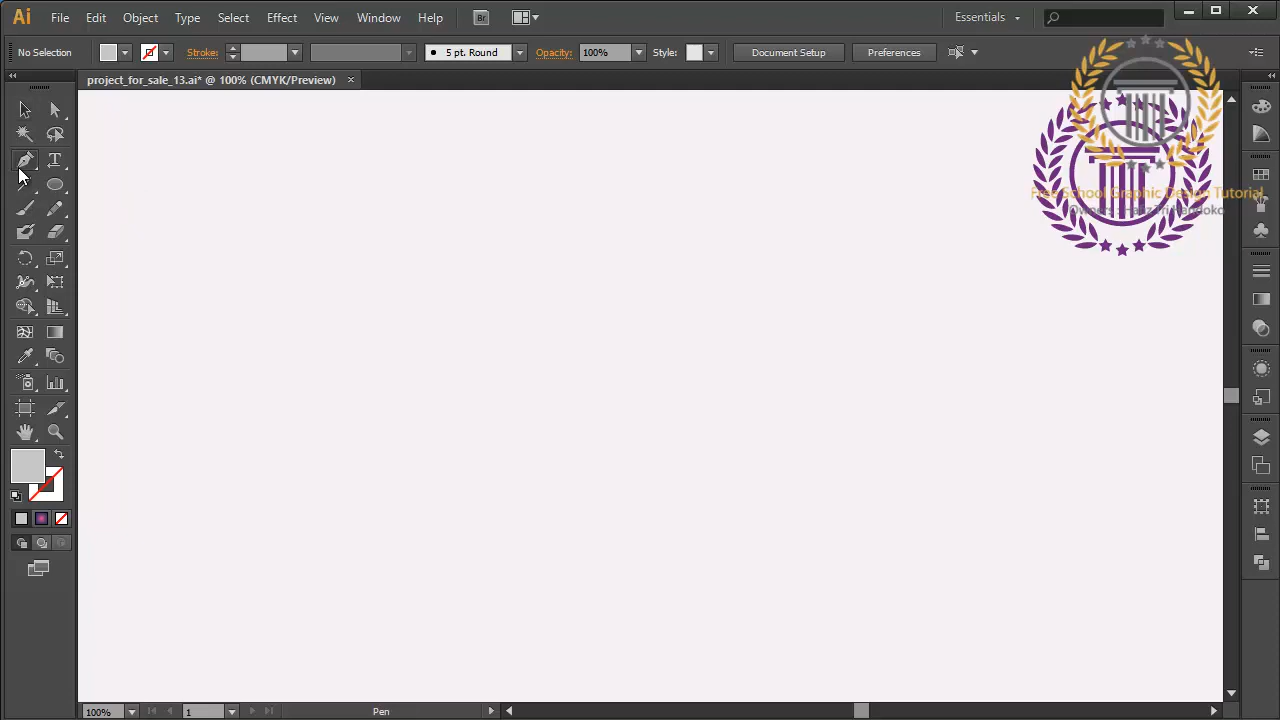 Ai File Edit Object Type Select Effect View Window Help Br Essentials
No Selection Stroke: 5 pt. Round Opacity: 100% Style: Document Setup Preferences
project_for_sale_13.ai* @ 100% (CMYK/Preview)
Free School Graphic Design Tutorial
100% 1 Pen